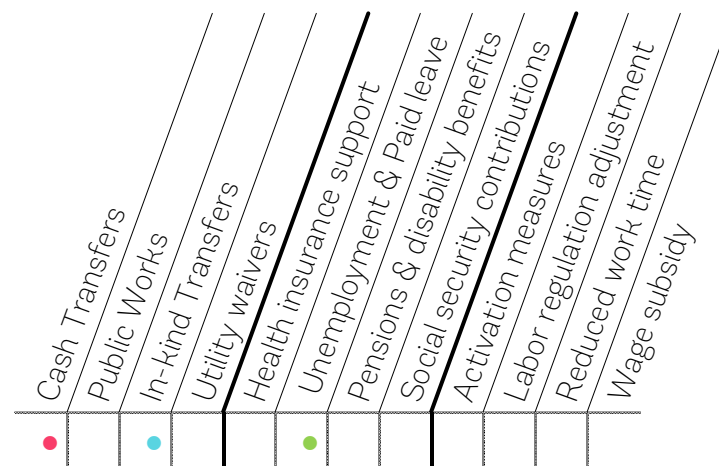 Cash Transfers
Public Works
In-kind Transfers
Utility waivers
Health insurance support
Unemployment & Paid leave
Pensions & disability benefits
Social security contributions
Activation measures
Labor regulation adjustment
Reduced work time
Wage subsidy